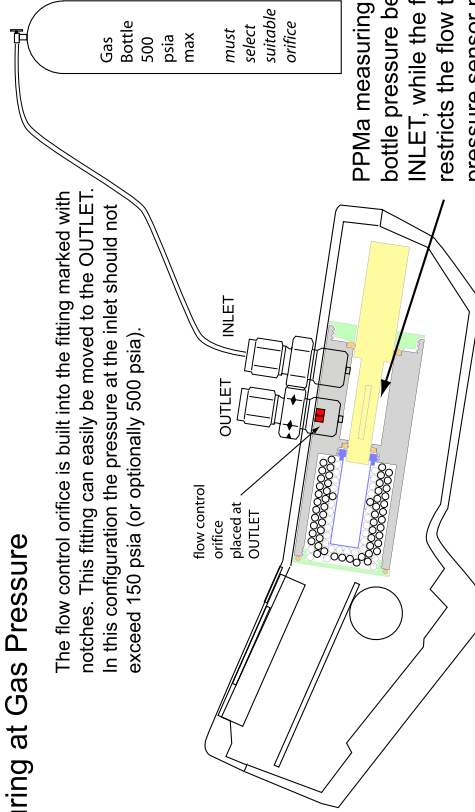 uring at Gas Pressure
The flow control orifice is built into the fitting marked with
notches. This fitting can easily be moved to the OUTLET.
In this configuration the pressure at the inlet should not
exceed 150 psia (or optionally 500 psia).
Gas
Bottle
500
psia
max
must
select
suitable
orifice
INLET
OUTLET
flow control
orifice
placed at
OUTLET
PPMa measuring
bottle pressure be
INLET, while the f
restricts the flow t
pressure sensor